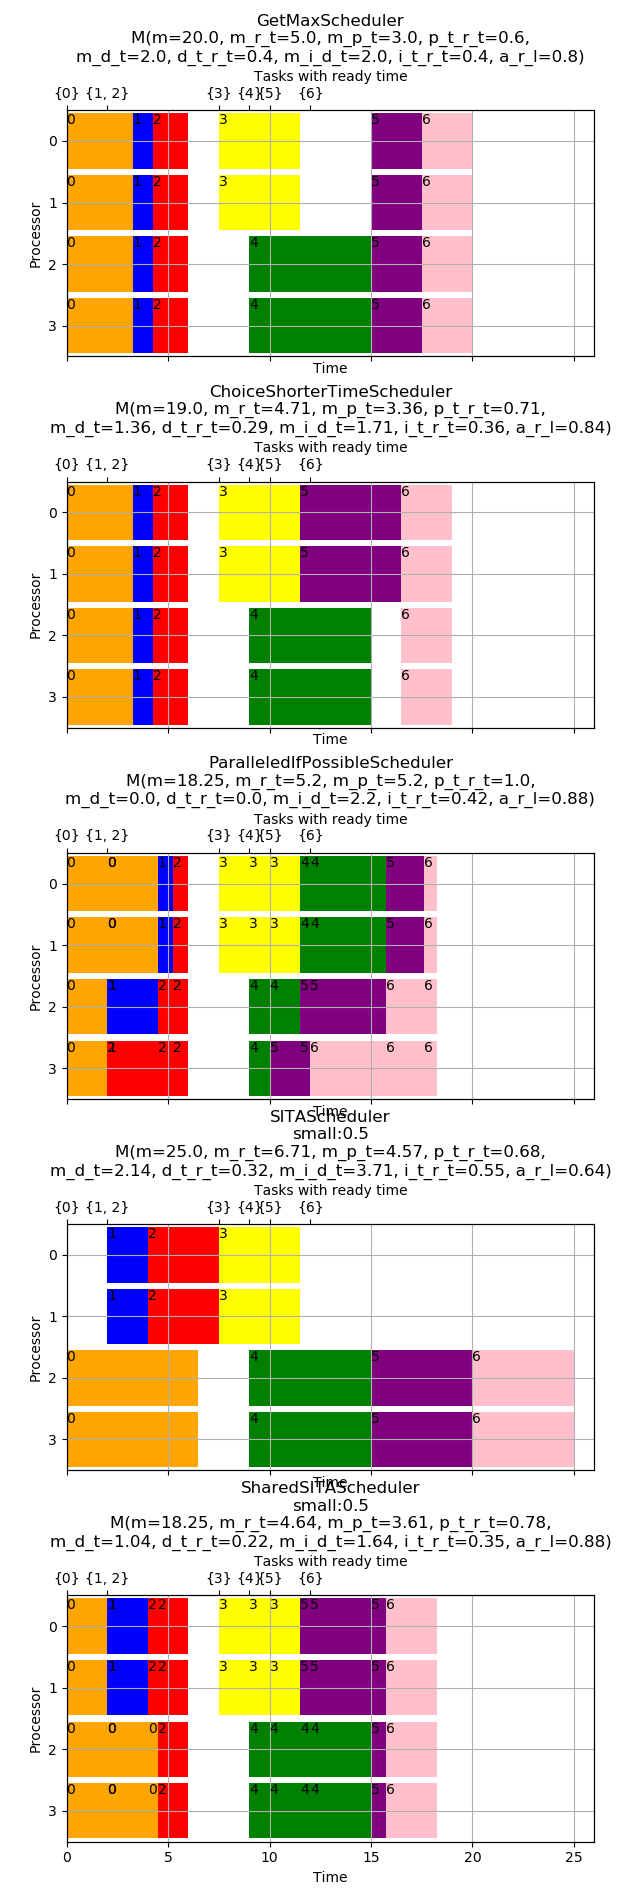 GetMaxScheduler
M(m=20.0, m_r_t=5.0, m_p_t=3.0, p_t_r_t=0.6,
m_d_t=2.0, d_t_r_t=0.4, m_i_d_t=2.0, i_t_r_t=0.4, a_r_l=0.8)
Tasks with ready time
{0} {1, 2} {3} {4} {5} {6}
0 0 1 2 3 5 6
1 0 1 2 3 5 6
Processor
2 0 1 2 4 5 6
3 0 1 2 4 5 6
Time
ChoiceShorterTimeScheduler
M(m=19.0, m_r_t=4.71, m_p_t=3.36, p_t_r_t=0.71,
m_d_t=1.36, d_t_r_t=0.29, m_i_d_t=1.71, i_t_r_t=0.36, a_r_l=0.84)
Tasks with ready time
{0} {1, 2} {3} {4} {5} {6}
0 0 1 2 3 5 6
1 0 1 2 3 5 6
Processor
2 0 1 2 4 6
3 0 1 2 4 6
Time
ParalleledIfPossibleScheduler
M(m=18.25, m_r_t=5.2, m_p_t=5.2, p_t_r_t=1.0,
m_d_t=0.0, d_t_r_t=0.0, m_i_d_t=2.2, i_t_r_t=0.42, a_r_l=0.88)
Tasks with ready time
{0} {1, 2} {3} {4} {5} {6}
0 0 0 1 2 3 3 3 4 4 5 6
1 0 0 1 2 3 3 3 4 4 5 6
Processor
2 0 1 2 2 4 4 5 5 6 6
3 0 2 1 2 2 4 5 5 6 6 6
Time
SITAScheduler
small:0.5
M(m=25.0, m_r_t=6.71, m_p_t=4.57, p_t_r_t=0.68,
m_d_t=2.14, d_t_r_t=0.32, m_i_d_t=3.71, i_t_r_t=0.55, a_r_l=0.64)
Tasks with ready time
{0} {1, 2} {3} {4} {5} {6}
0 1 2 3
1 1 2 3
Processor
2 0 4 5 6
3 0 4 5 6
Time
SharedSITAScheduler
small:0.5
M(m=18.25, m_r_t=4.64, m_p_t=3.61, p_t_r_t=0.78,
m_d_t=1.04, d_t_r_t=0.22, m_i_d_t=1.64, i_t_r_t=0.35, a_r_l=0.88)
Tasks with ready time
{0} {1, 2} {3} {4} {5} {6}
0 0 1 2 2 3 3 3 5 5 5 6
1 0 1 2 2 3 3 3 5 5 5 6
Processor
2 0 0 0 2 4 4 4 4 5 6
3 0 0 0 2 4 4 4 4 5 6
0 5 10 15 20 25
Time